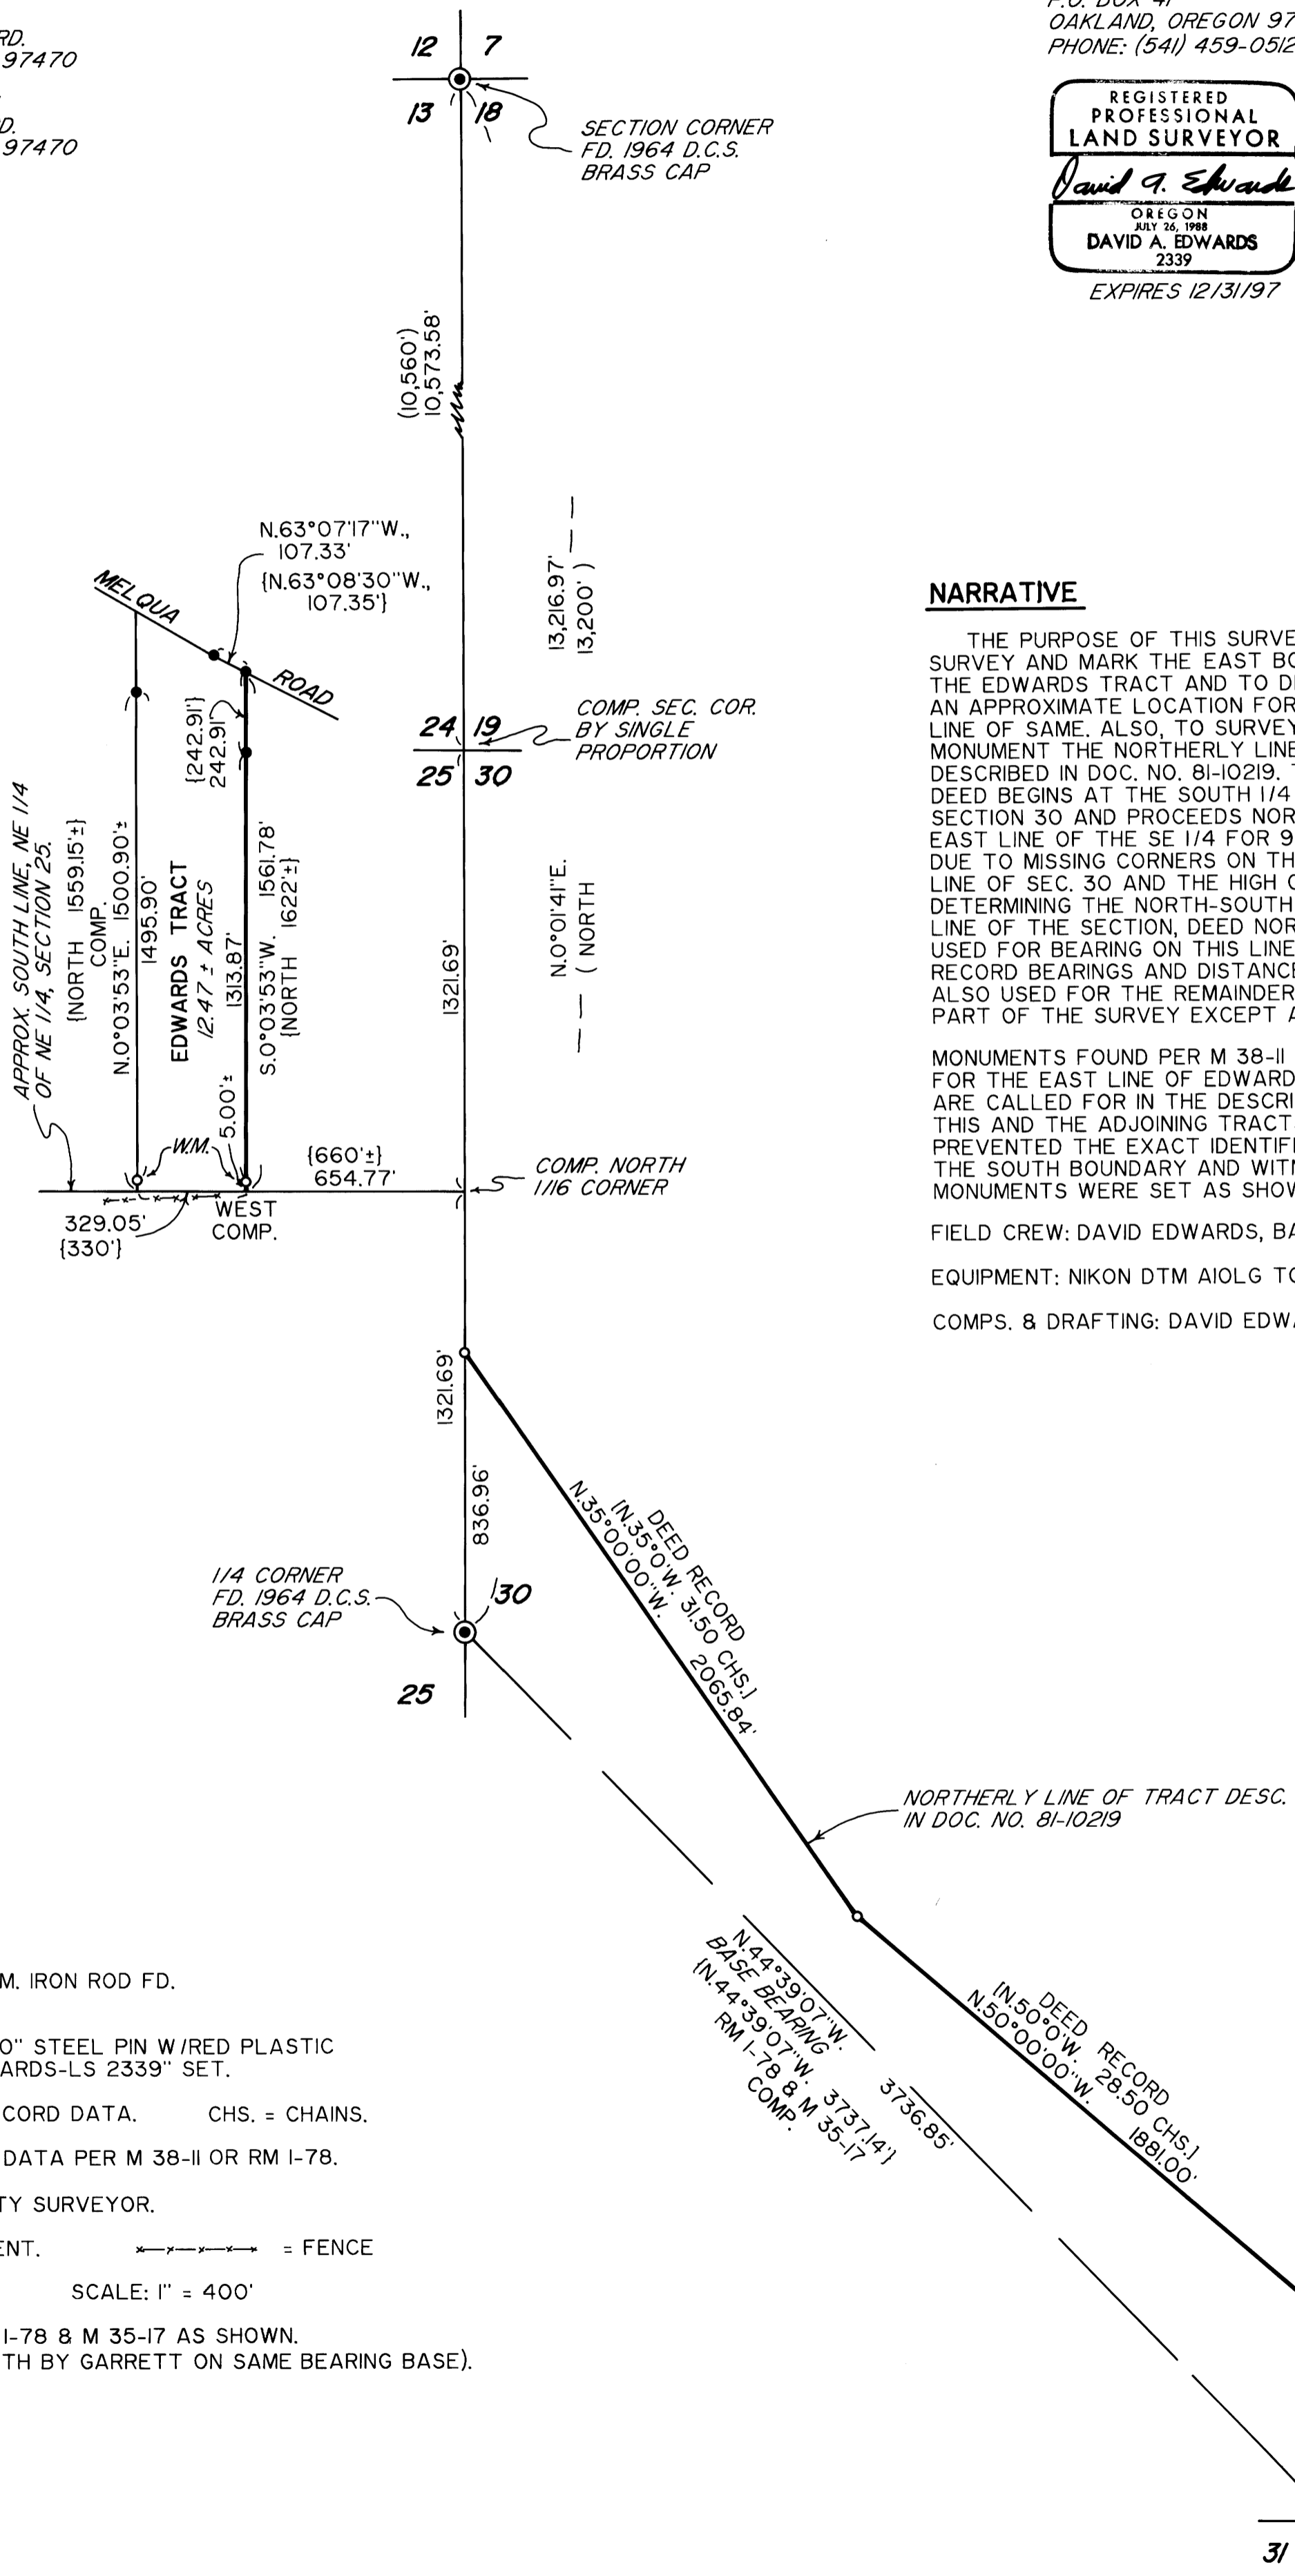 RD.
97470
D.
97470
12 7
13 18
SECTION CORNER
FD. 1964 D.C.S.
BRASS CAP
P.O. BOX 41
OAKLAND, OREGON 97
PHONE: (541) 459-0512
REGISTERED
PROFESSIONAL
LAND SURVEYOR
David A. Edwards
OREGON
JULY 26, 1988
DAVID A. EDWARDS
2339
EXPIRES 12/31/97
(10,560')
10,573.58'
N.63°07'17"W.,
107.33'
{N.63°08'30"W.,
107.35'}
MELQUA
ROAD
13,216.97'
13,200' )
COMP. SEC. COR.
BY SINGLE
PROPORTION
24 19
25 30
{242.91'}
242.91'
APPROX. SOUTH LINE, NE 1/4
OF NE 1/4, SECTION 25.
{NORTH 1559.15'±}
COMP.
N.0°03'53"E. 1500.90'±
1495.90'
EDWARDS TRACT
12.47 ± ACRES
1313.87'
S.0°03'53"W. 1561.78'
{NORTH 1622'±}
5.00'±
1321.69'
N.0°01'41"E.
( NORTH
W.M.
{660'±}
654.77'
COMP. NORTH
1/16 CORNER
329.05'
{330'}
WEST
COMP.
NARRATIVE
THE PURPOSE OF THIS SURVE
SURVEY AND MARK THE EAST BO
THE EDWARDS TRACT AND TO D
AN APPROXIMATE LOCATION FOR
LINE OF SAME. ALSO, TO SURVEY
MONUMENT THE NORTHERLY LINE
DESCRIBED IN DOC. NO. 81-10219. T
DEED BEGINS AT THE SOUTH 1/4
SECTION 30 AND PROCEEDS NOR
EAST LINE OF THE SE 1/4 FOR 9
DUE TO MISSING CORNERS ON TH
LINE OF SEC. 30 AND THE HIGH C
DETERMINING THE NORTH-SOUTH
LINE OF THE SECTION, DEED NOR
USED FOR BEARING ON THIS LINE
RECORD BEARINGS AND DISTANCE
ALSO USED FOR THE REMAINDER
PART OF THE SURVEY EXCEPT A
MONUMENTS FOUND PER M 38-11
FOR THE EAST LINE OF EDWARD
ARE CALLED FOR IN THE DESCRI
THIS AND THE ADJOINING TRACT
PREVENTED THE EXACT IDENTIF
THE SOUTH BOUNDARY AND WITN
MONUMENTS WERE SET AS SHOW
FIELD CREW: DAVID EDWARDS, BA
EQUIPMENT: NIKON DTM A10LG TO
COMPS. & DRAFTING: DAVID EDWA
1321.69'
836.96'
1/4 CORNER
FD. 1964 D.C.S.
BRASS CAP
30
25
DEED RECORD
[N.35°0'W. 31.50 CHS.]
N.35°00'00"W. 2065.84'
NORTHERLY LINE OF TRACT DESC.
IN DOC. NO. 81-10219
N.44°39'07"W. 3736.85'
BASE BEARING
{N.44°39'07"W. 3737.14'}
RM 1-78 & M 35-17
COMP.
DEED RECORD
[N.50°0'W. 28.50 CHS.]
N.50°00'00"W. 1881.00'
M. IRON ROD FD.
0" STEEL PIN W/RED PLASTIC
ARDS-LS 2339" SET.
CORD DATA. CHS. = CHAINS.
DATA PER M 38-11 OR RM 1-78.
TY SURVEYOR.
ENT. = FENCE
SCALE: 1" = 400'
1-78 & M 35-17 AS SHOWN.
TH BY GARRETT ON SAME BEARING BASE).
31